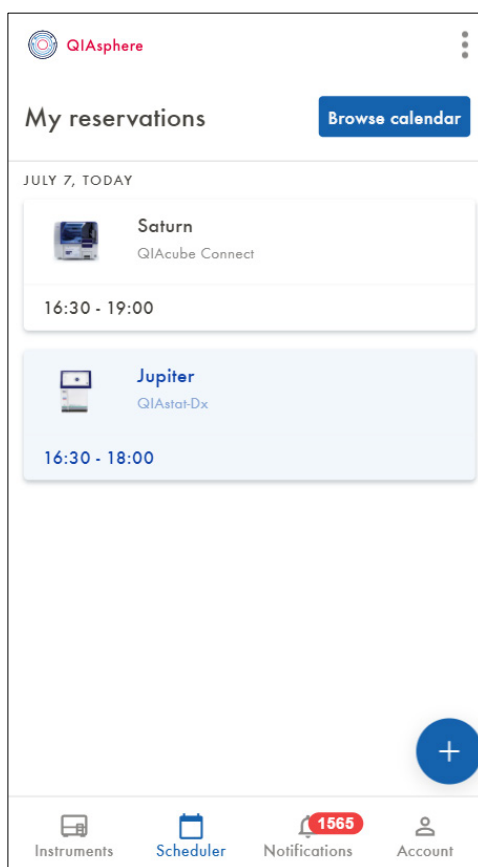 QIAsphere
My reservations
Browse calendar
JULY 7, TODAY
Saturn
QIAcube Connect
16:30 - 19:00
Jupiter
QIAstat-Dx
16:30 - 18:00
+
1565
Instruments
Scheduler
Notifications
Account